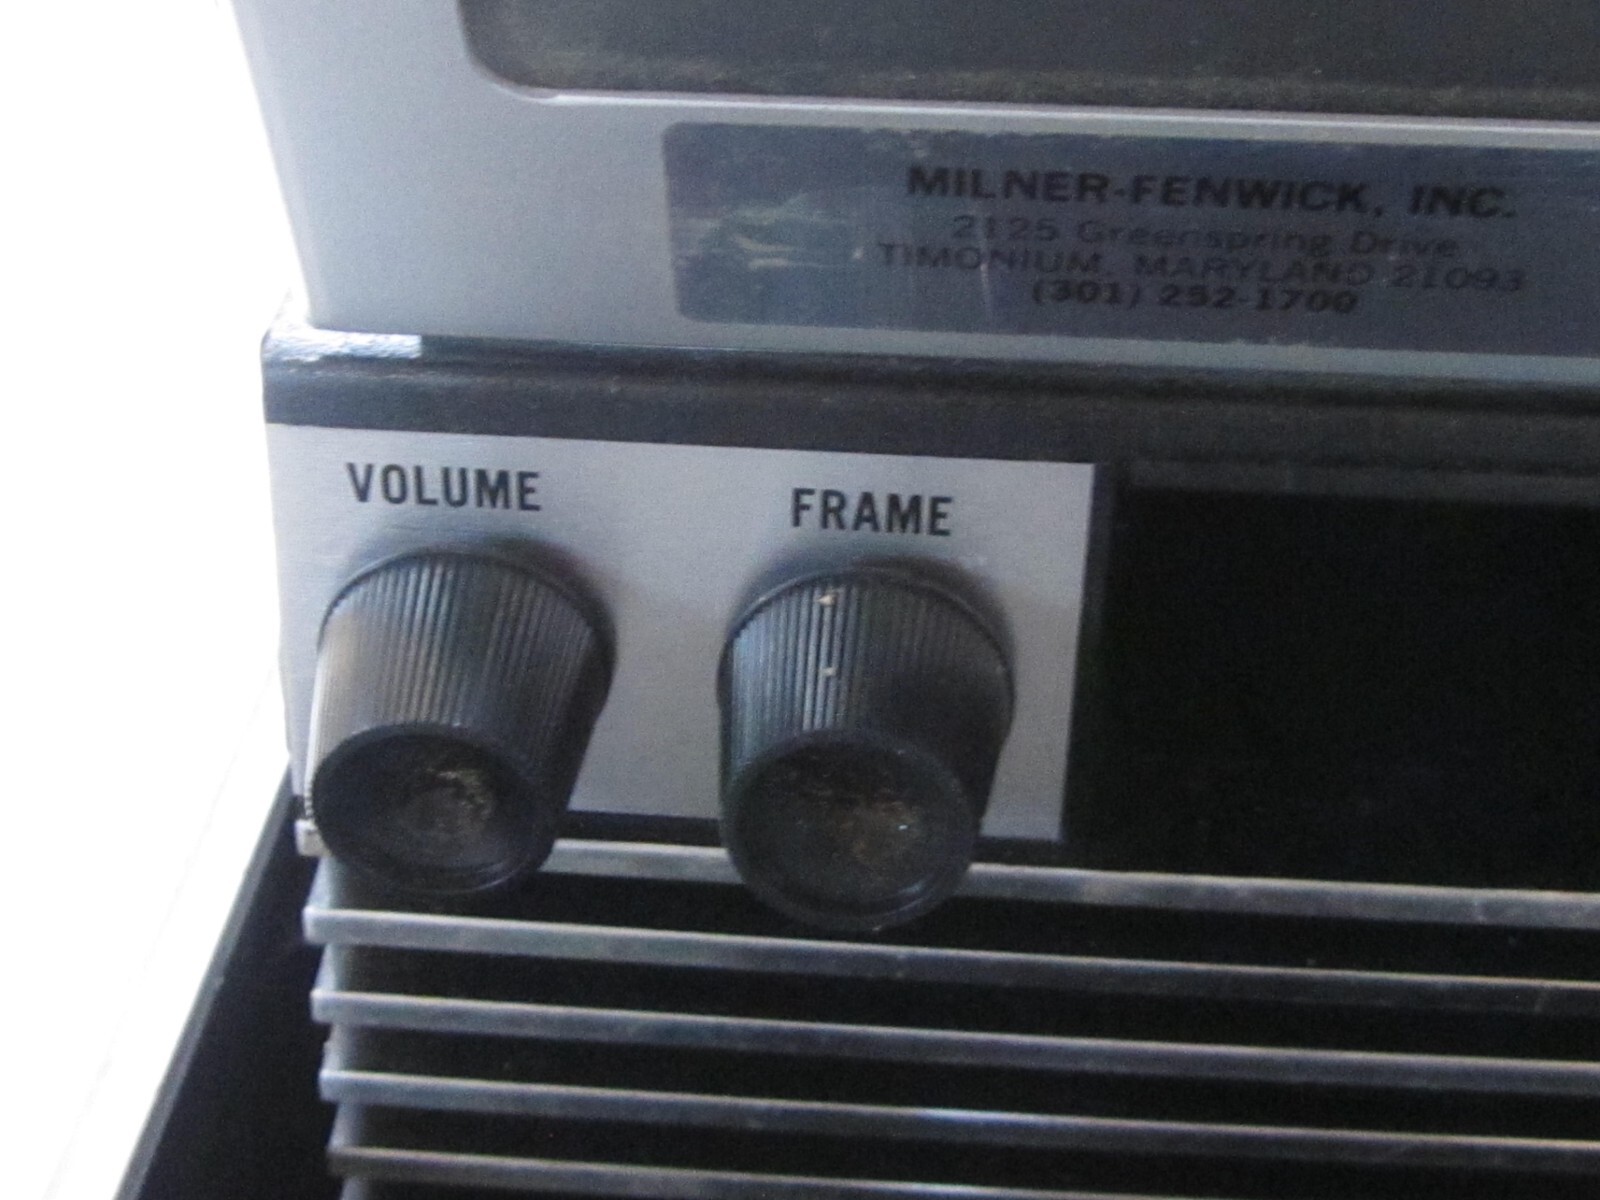 MILNER-FENWICK, INC.
2125 Greenspring Drive
TIMONIUM, MARYLAND 21093
(301) 252-1700
VOLUME
FRAME